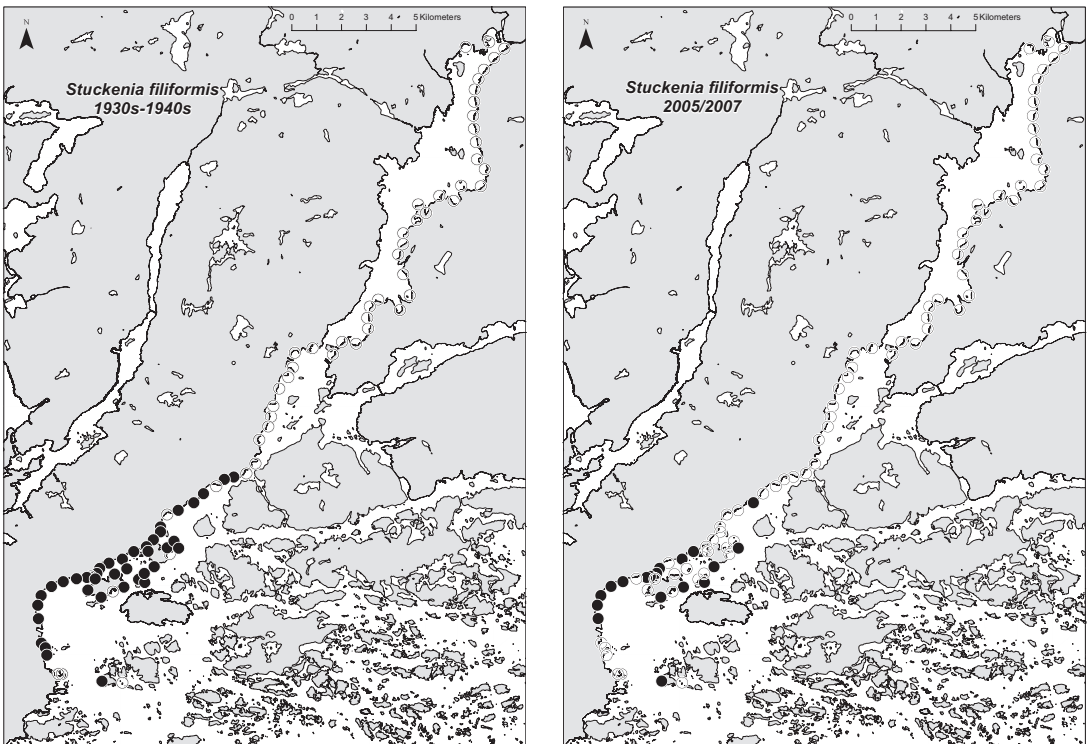 N
0 1 2 3 4 5 Kilometers
Stuckenia filiformis
1930s-1940s
N
0 1 2 3 4 5 Kilometers
Stuckenia filiformis
2005/2007